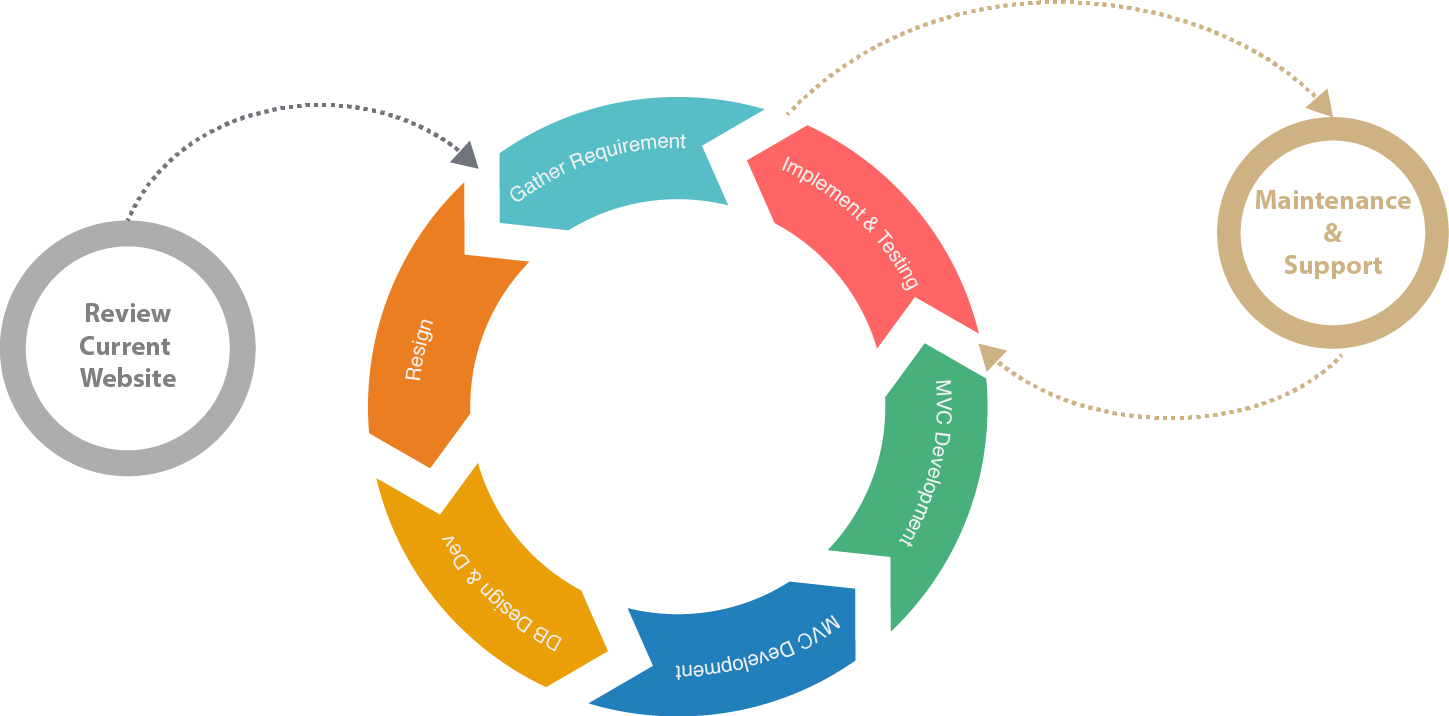 Review
Current
Website
Gather Requirement
Implement & Testing
MVC Development
MVC Development
DB Design & Dev
Resign
Maintenance
&
Support